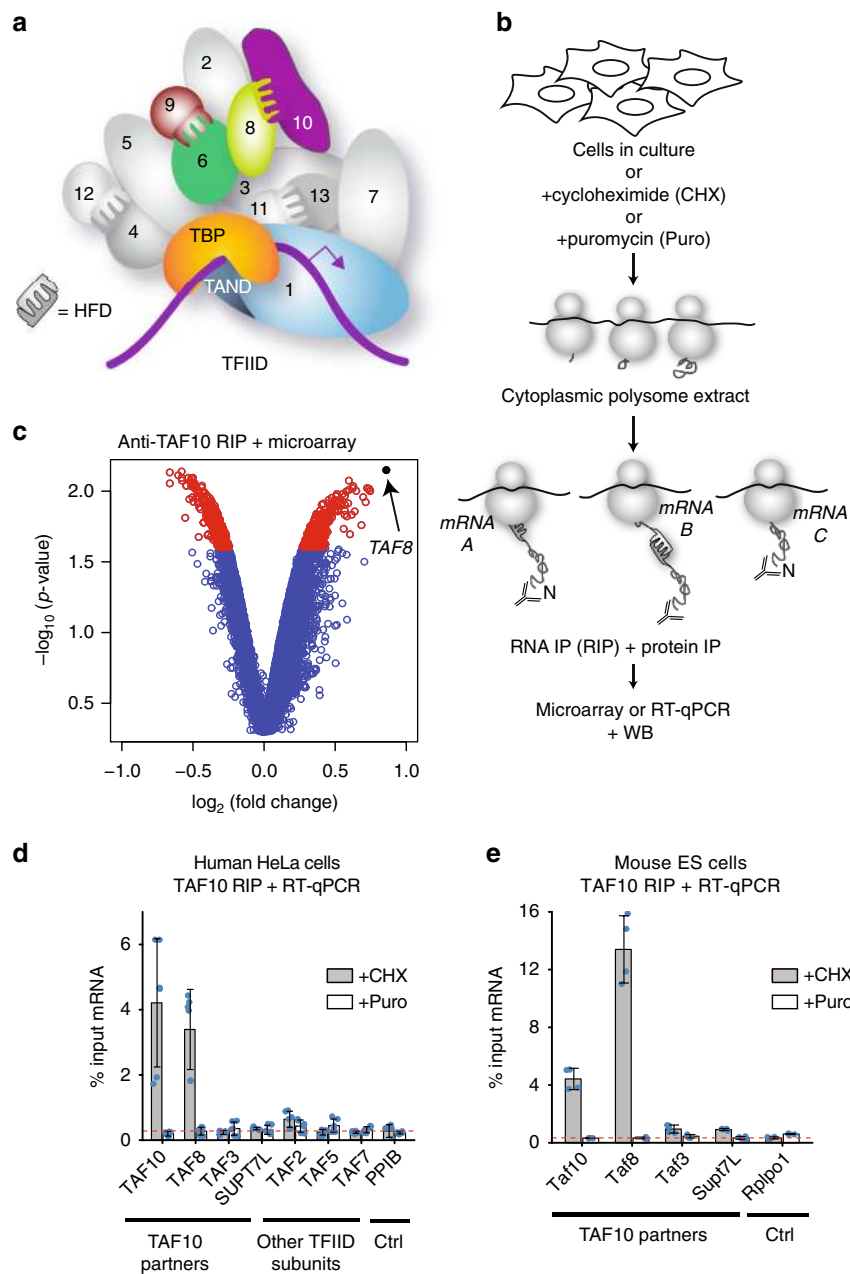 a
2
9
10
8
5
6
3
7
12
13
11
4
TBP
TAND
1
= HFD
TFIID
b
Cells in culture
or
+cycloheximide (CHX)
or
+puromycin (Puro)
Cytoplasmic polysome extract
mRNA
A
mRNA
B
mRNA
C
N
N
RNA IP (RIP) + protein IP
Microarray or RT-qPCR
+ WB
c
Anti-TAF10 RIP + microarray
2.0
1.5
1.0
0.5
−log10 (p-value)
TAF8
−1.0
−0.5
0.0
0.5
1.0
log2 (fold change)
d
Human HeLa cells
TAF10 RIP + RT-qPCR
6
4
2
0
% input mRNA
+CHX
+Puro
TAF10
TAF8
TAF3
SUPT7L
TAF2
TAF5
TAF7
PPIB
TAF10
partners
Other TFIID
subunits
Ctrl
e
Mouse ES cells
TAF10 RIP + RT-qPCR
16
12
8
4
0
% input mRNA
+CHX
+Puro
Taf10
Taf8
Taf3
Supt7L
Rplpo1
TAF10 partners
Ctrl